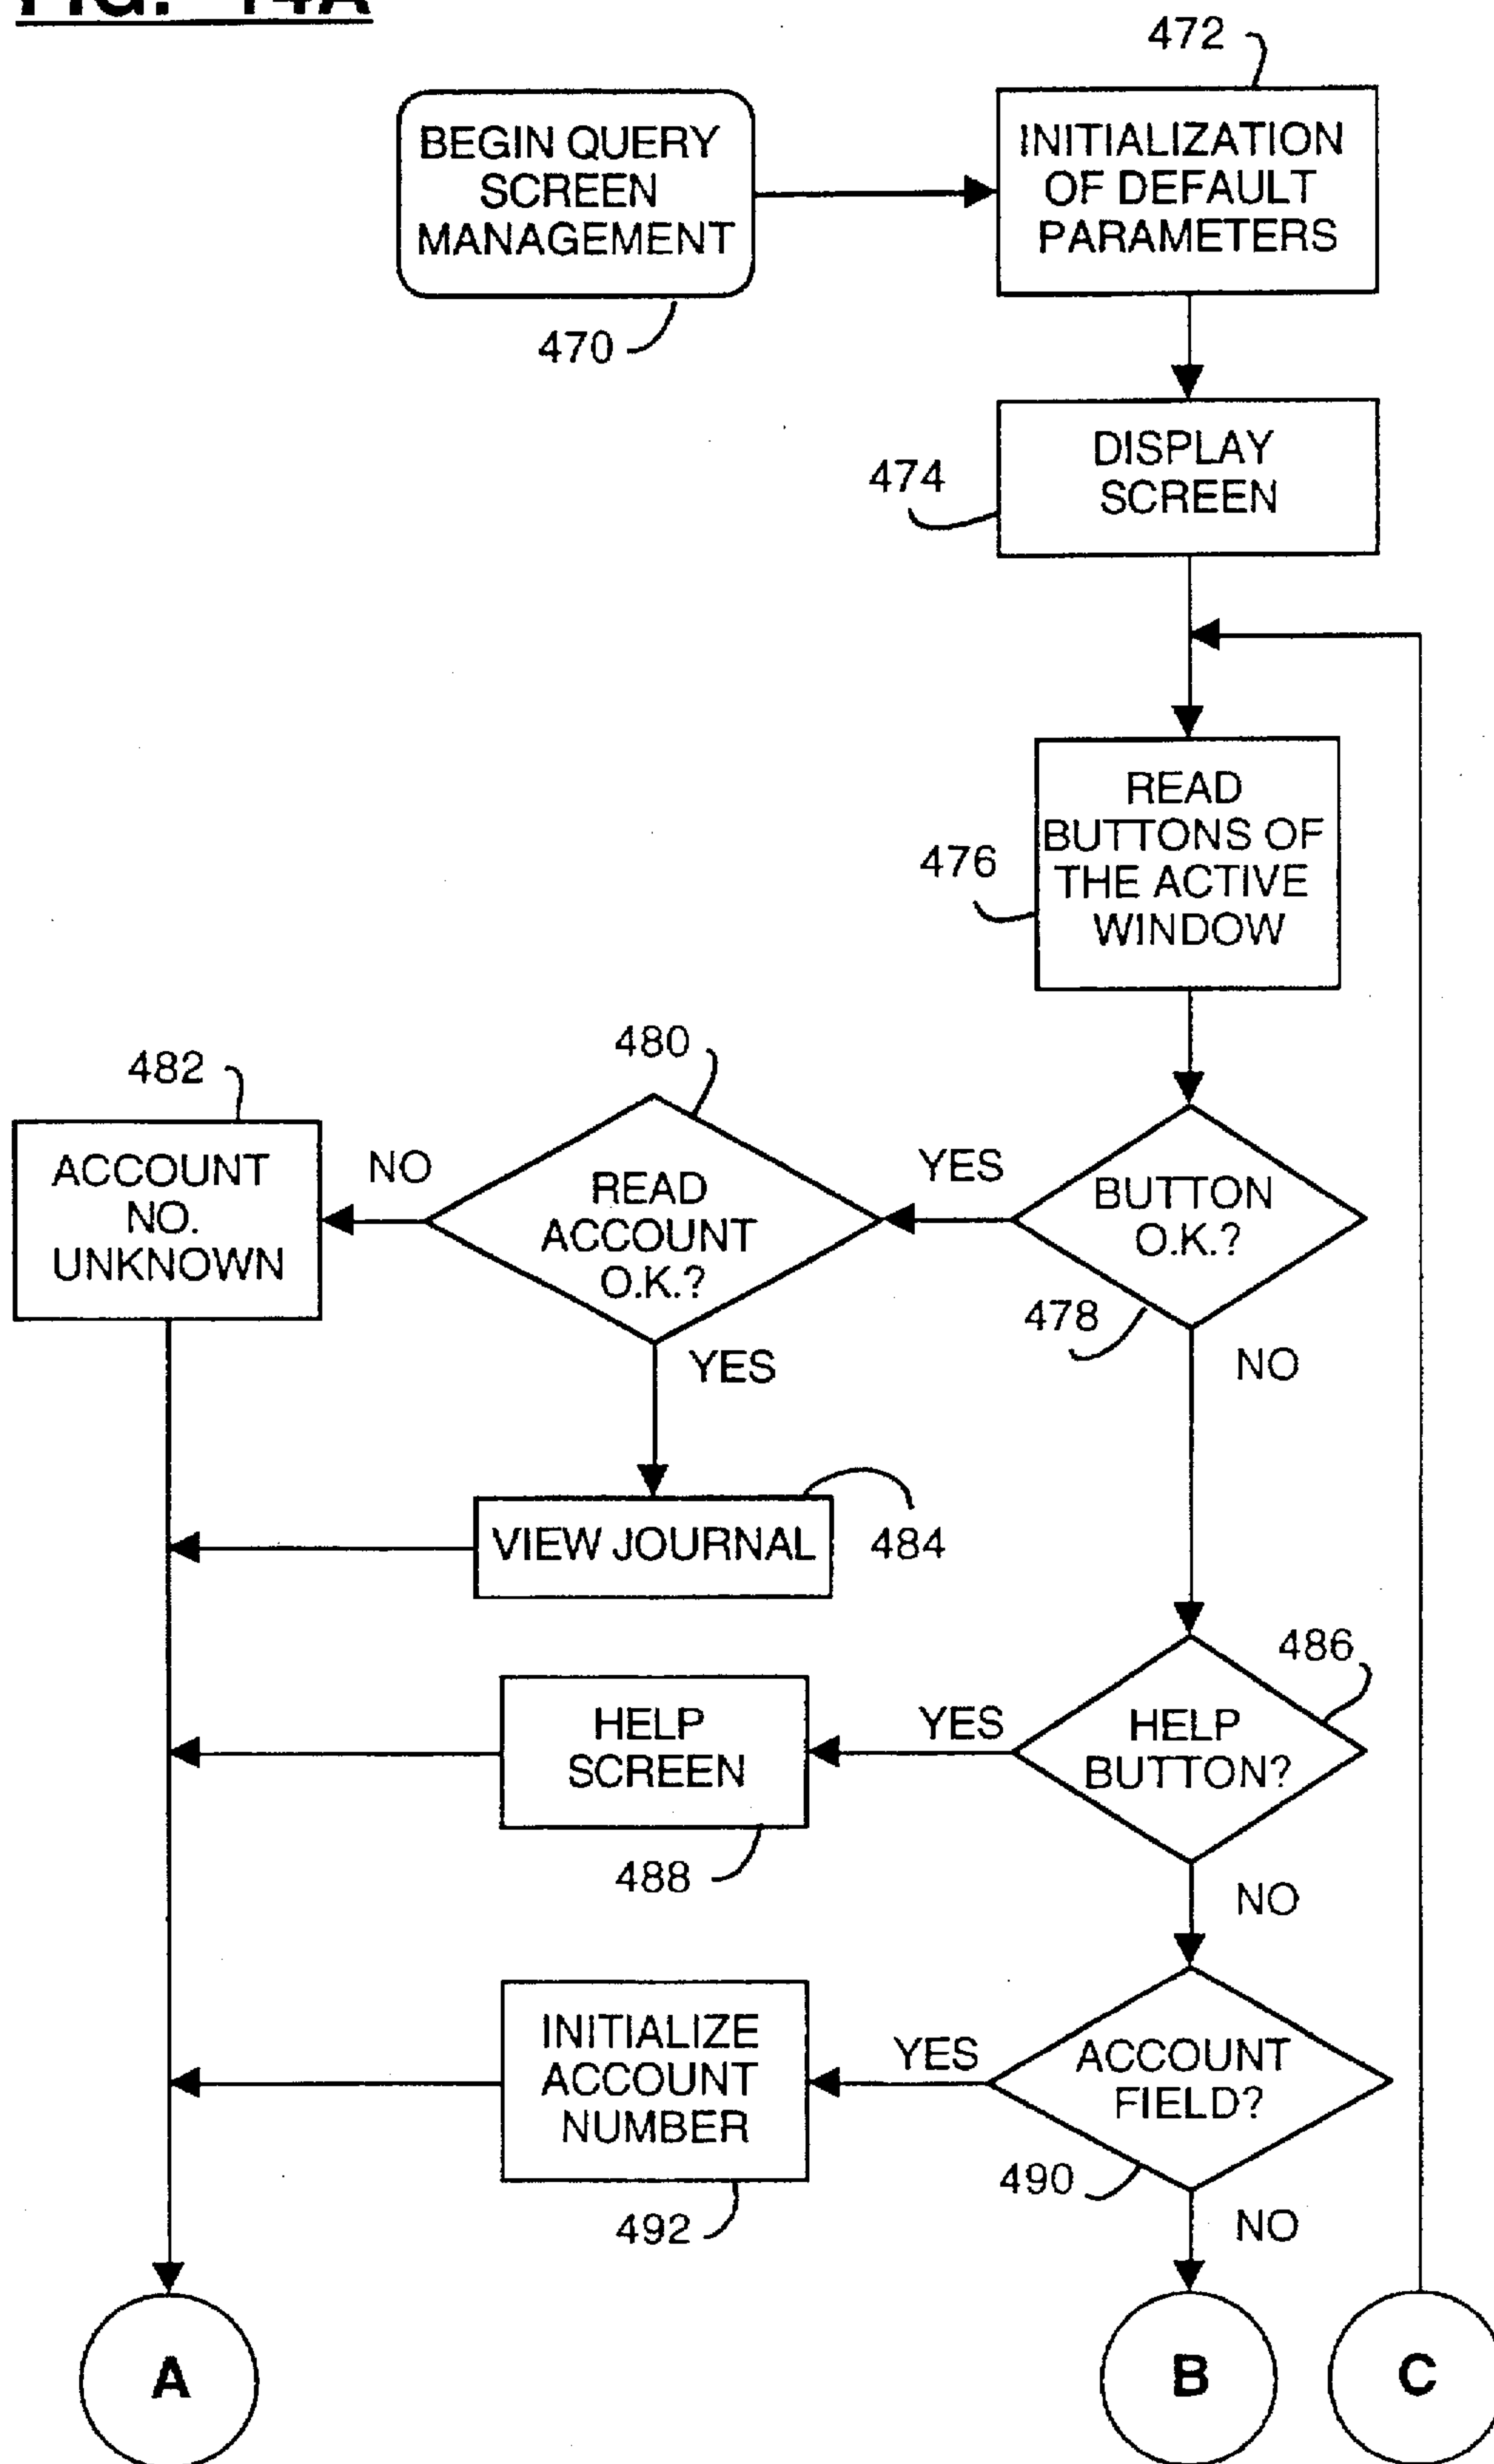 FIG. 14A
472
BEGIN QUERY
SCREEN
MANAGEMENT
470
INITIALIZATION
OF DEFAULT
PARAMETERS
DISPLAY
SCREEN
474
READ
BUTTONS OF
THE ACTIVE
WINDOW
476
480
482
ACCOUNT
NO.
UNKNOWN
NO
READ
ACCOUNT
O.K.?
YES
BUTTON
O.K.?
478
YES
NO
VIEW JOURNAL
484
486
HELP
SCREEN
488
YES
HELP
BUTTON?
NO
INITIALIZE
ACCOUNT
NUMBER
492
YES
ACCOUNT
FIELD?
490
NO
A
B
C